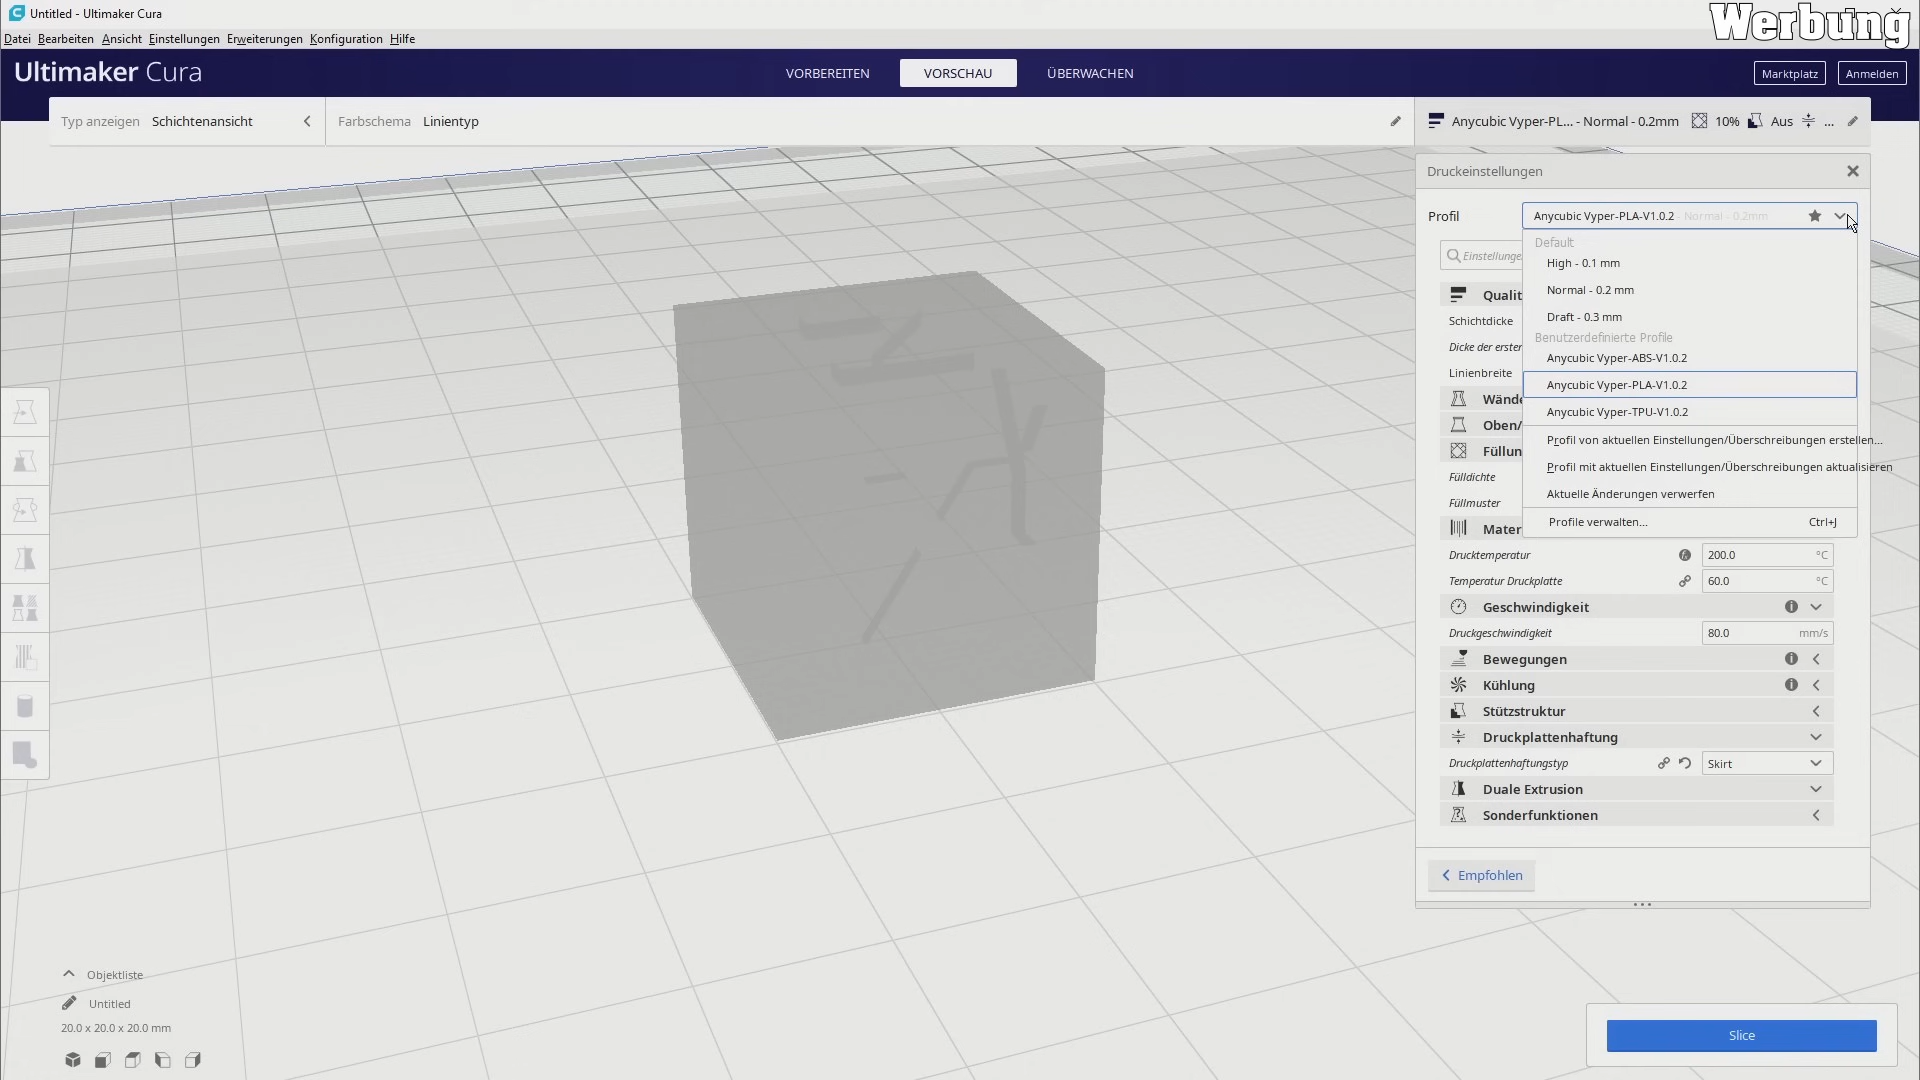 Untitled - Ultimaker Cura
Werbung
Datei Bearbeiten Ansicht Einstellungen Erweiterungen Konfiguration Hilfe
Ultimaker Cura
VORBEREITEN
VORSCHAU
ÜBERWACHEN
Marktplatz
Anmelden
Typ anzeigen Schichtenansicht
Farbschema Linientyp
Anycubic Vyper-PL... - Normal - 0.2mm 10% Aus ...
Druckeinstellungen
Profil
Anycubic Vyper-PLA-V1.0.2 - Normal - 0.2mm
Default
High - 0.1 mm
Normal - 0.2 mm
Draft - 0.3 mm
Benutzerdefinierte Profile
Anycubic Vyper-ABS-V1.0.2
Anycubic Vyper-PLA-V1.0.2
Anycubic Vyper-TPU-V1.0.2
Profil von aktuellen Einstellungen/Überschreibungen erstellen...
Profil mit aktuellen Einstellungen/Überschreibungen aktualisieren
Aktuelle Änderungen verwerfen
Profile verwalten... Ctrl+J
Einstellunge
Qualit
Schichtdicke
Dicke der erster
Linienbreite
Wände
Oben/
Füllun
Fülldichte
Füllmuster
Mater
Drucktemperatur 200.0 °C
Temperatur Druckplatte 60.0 °C
Geschwindigkeit
Druckgeschwindigkeit 80.0 mm/s
Bewegungen
Kühlung
Stützstruktur
Druckplattenhaftung
Druckplattenhaftungstyp Skirt
Duale Extrusion
Sonderfunktionen
Empfohlen
Objektliste
Untitled
20.0 x 20.0 x 20.0 mm
Slice